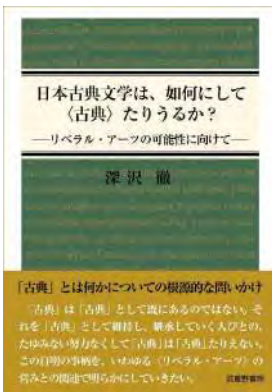 日本古典文学は、如何にして
〈古典〉たりうるか？
―リベラル・アーツの可能性に向けて―
深沢 徹
「古典」とは何かについての根源的な問いかけ
「古典」は「古典」として既にあるのではない。そ
れを「古典」として維持し、継承していく人びとの、
たゆみない努力なくして「古典」は「古典」たりえない。
この自明の事柄を、いわゆる〈リベラル・アーツ〉の
営みとの関連で明らかにしていきたい。
武蔵野書院